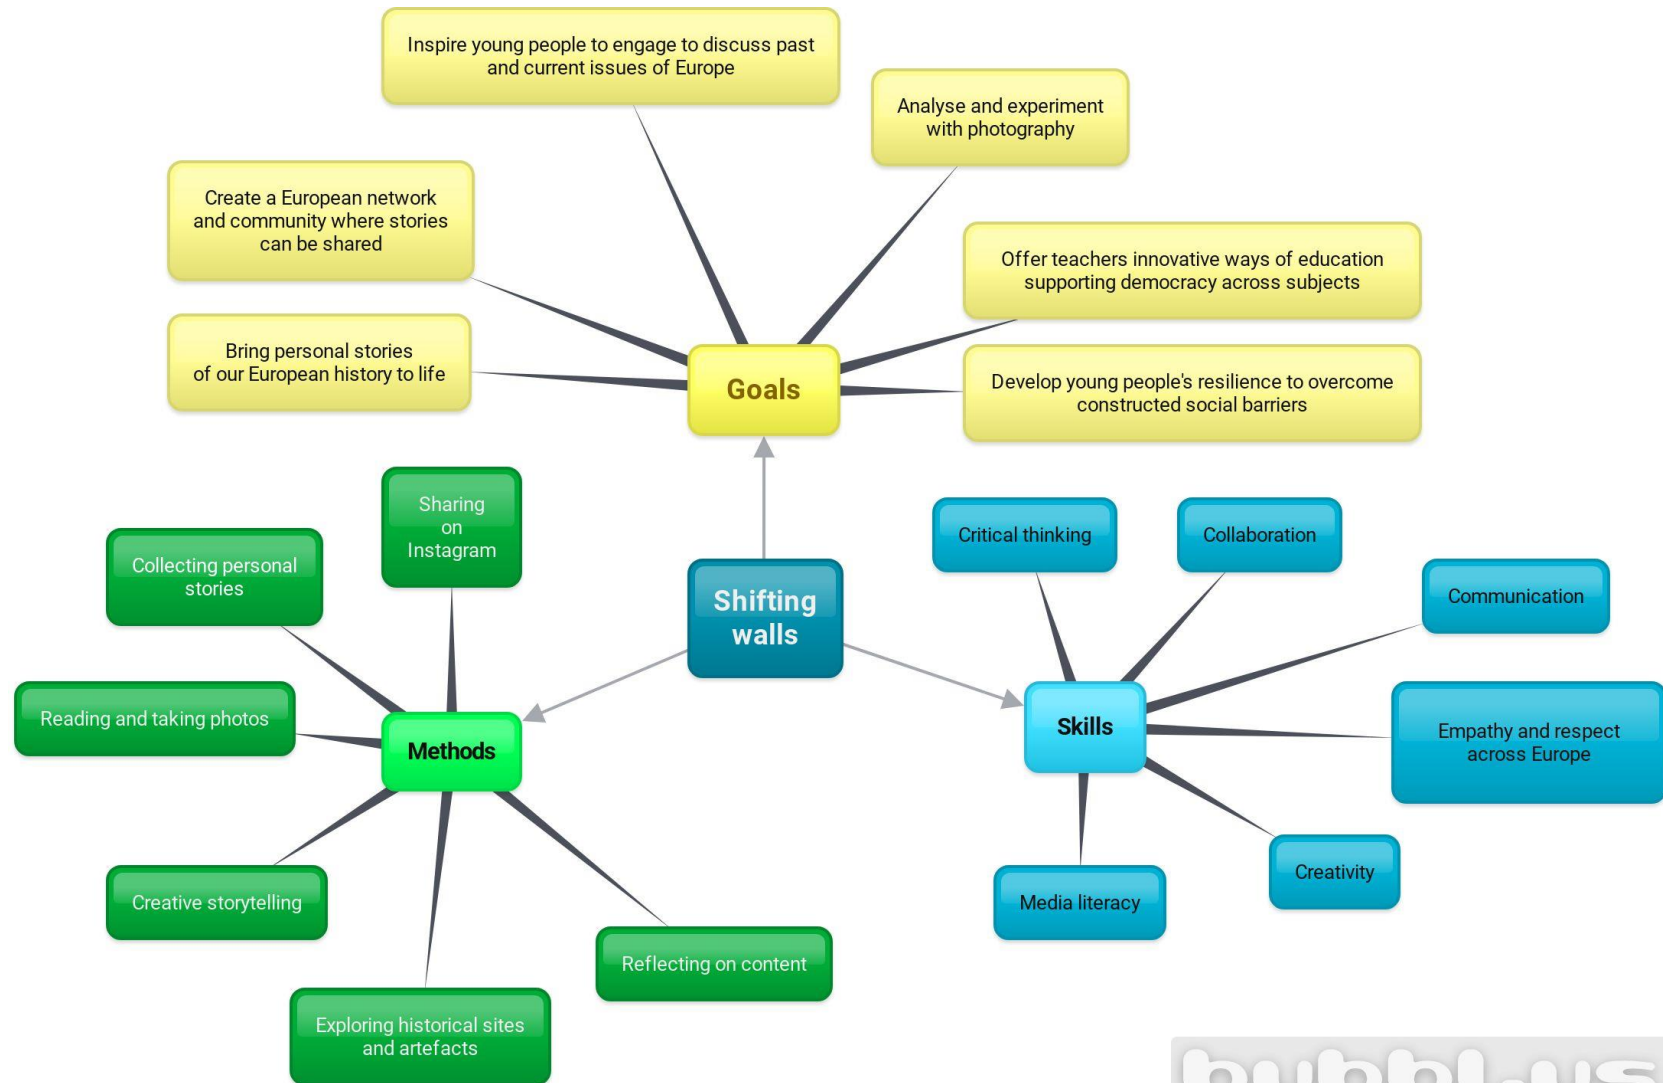 Inspire young people to engage to discuss past
and current issues of Europe
Analyse and experiment
with photography
Create a European network
and community where stories
can be shared
Offer teachers innovative ways of education
supporting democracy across subjects
Bring personal stories
of our European history to life
Goals
Develop young people's resilience to overcome
constructed social barriers
Sharing
on
Instagram
Collecting personal
stories
Reading and taking photos
Methods
Creative storytelling
Exploring historical sites
and artefacts
Reflecting on content
Shifting
walls
Critical thinking
Collaboration
Communication
Skills
Empathy and respect
across Europe
Creativity
Media literacy
bubbl.us